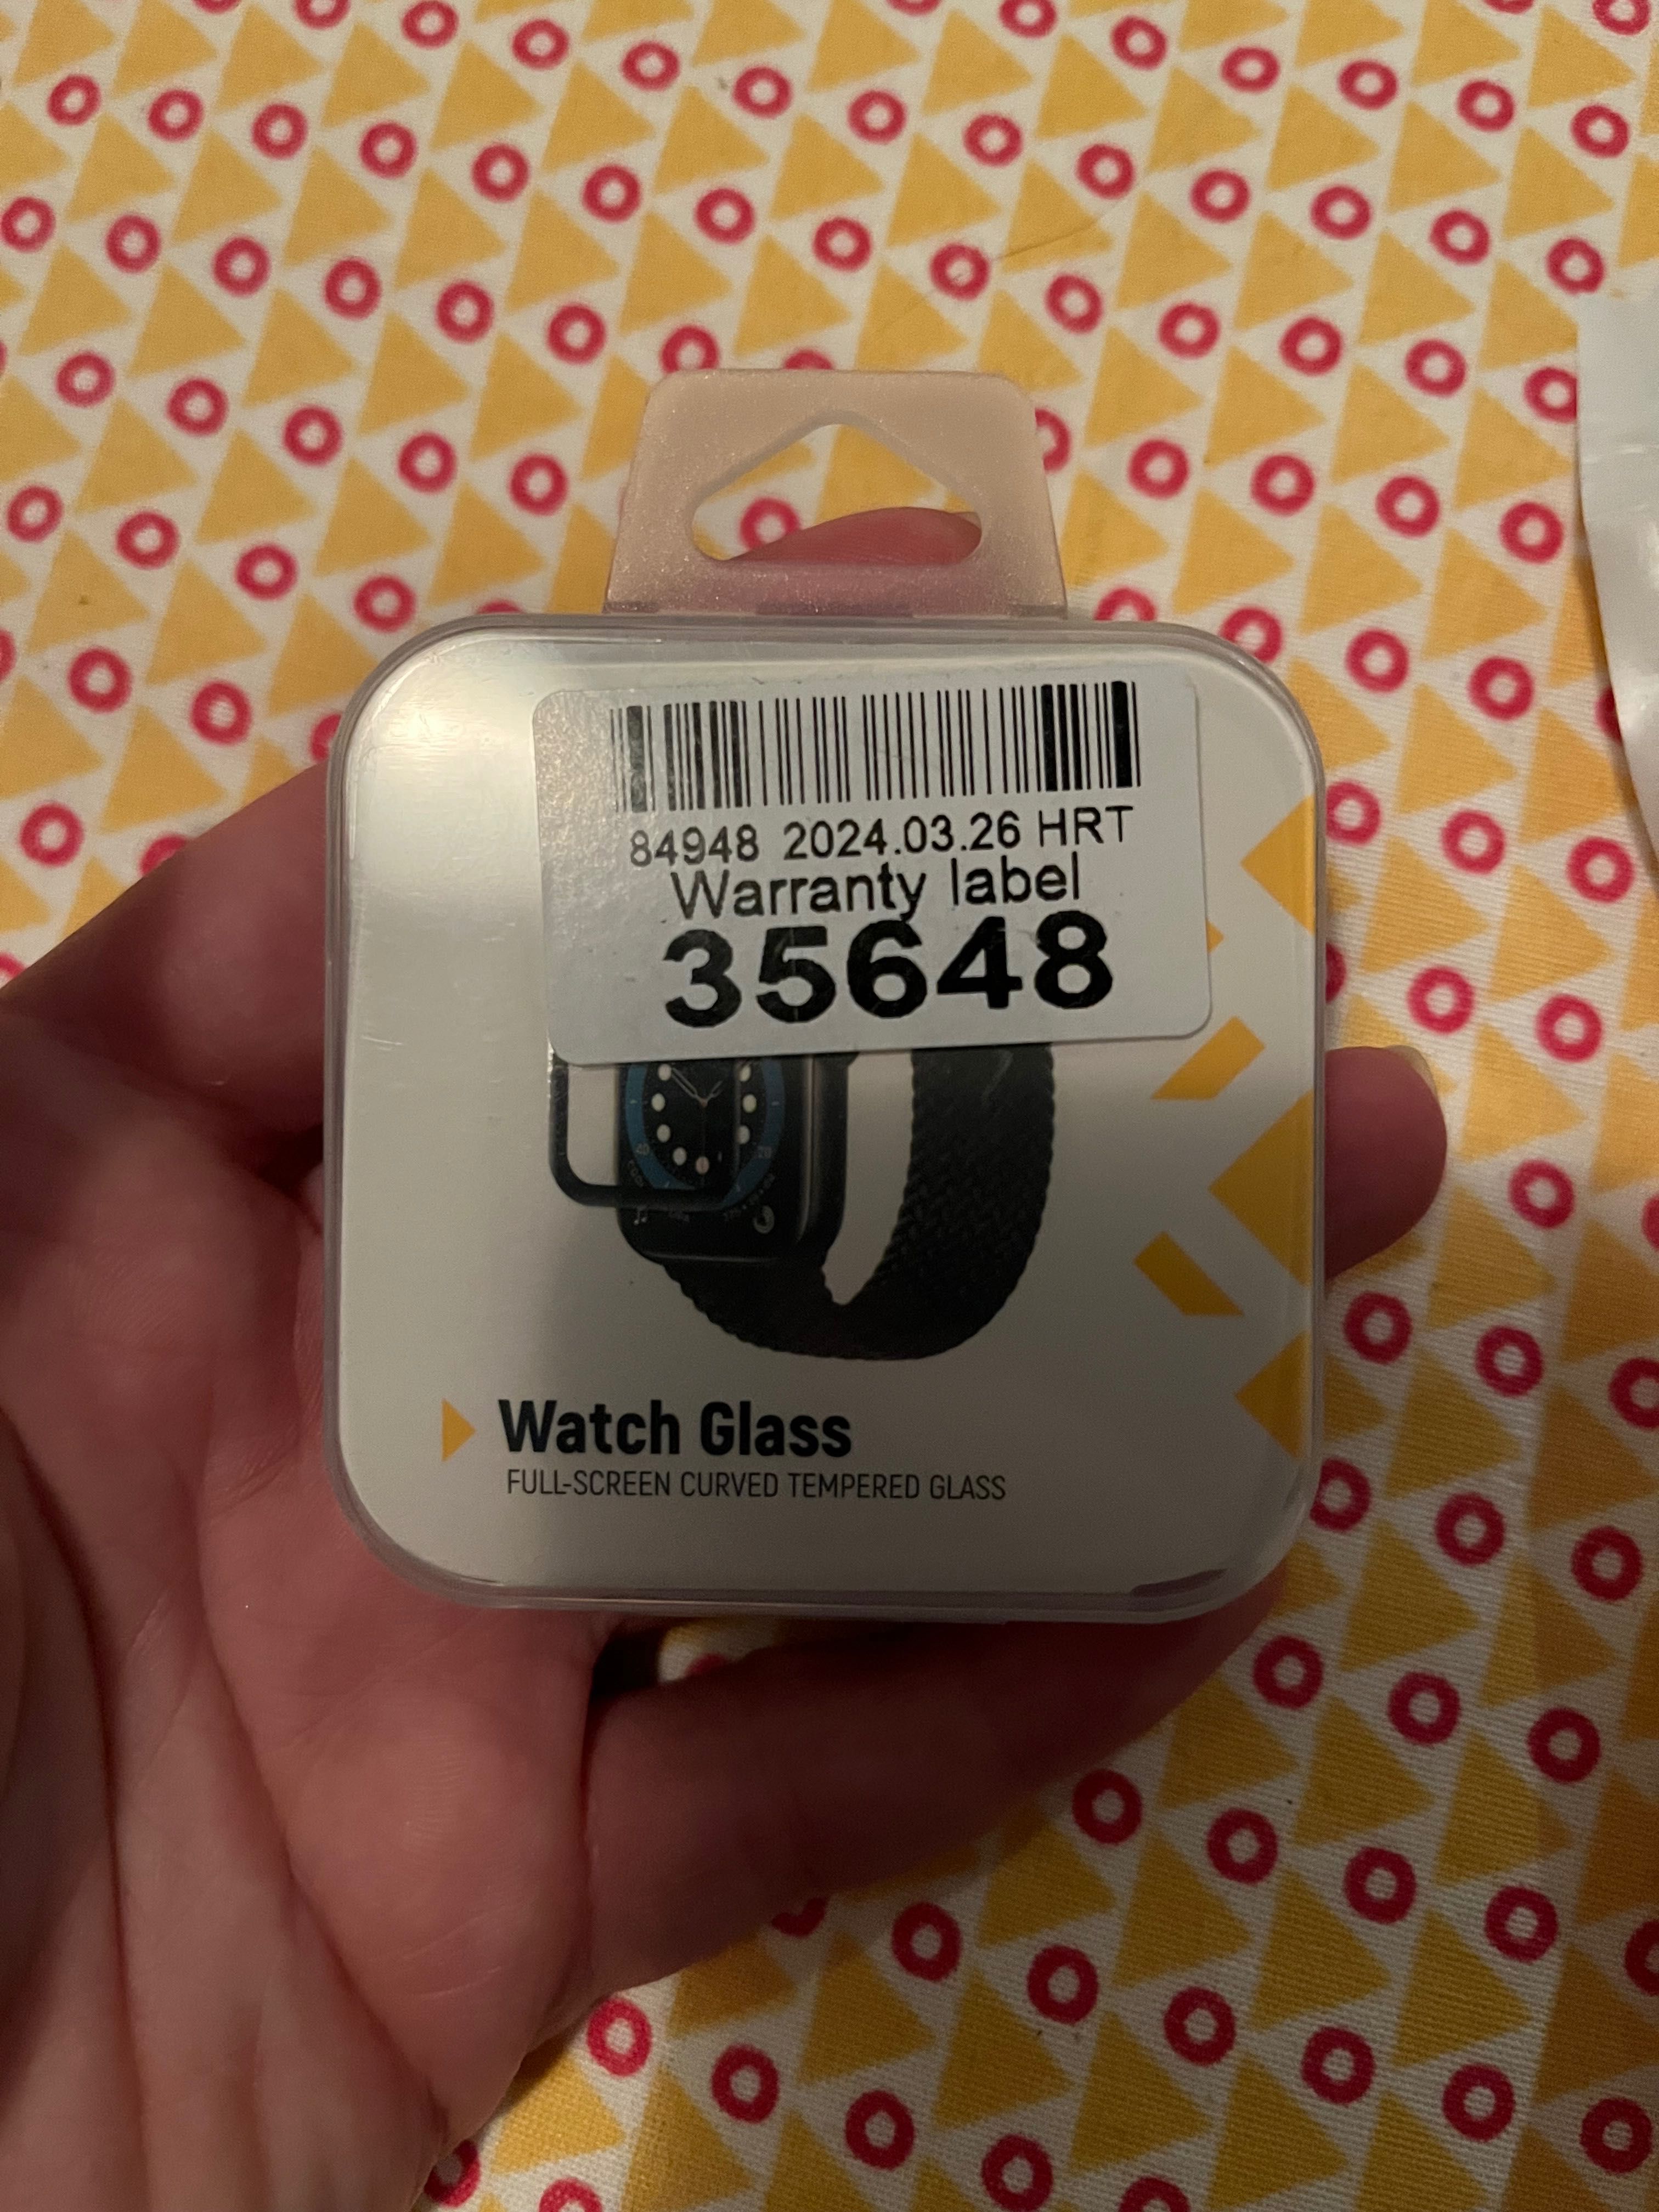 84948 2024.03.26 HRT
Warranty label
35648
Watch Glass
FULL-SCREEN CURVED TEMPERED GLASS